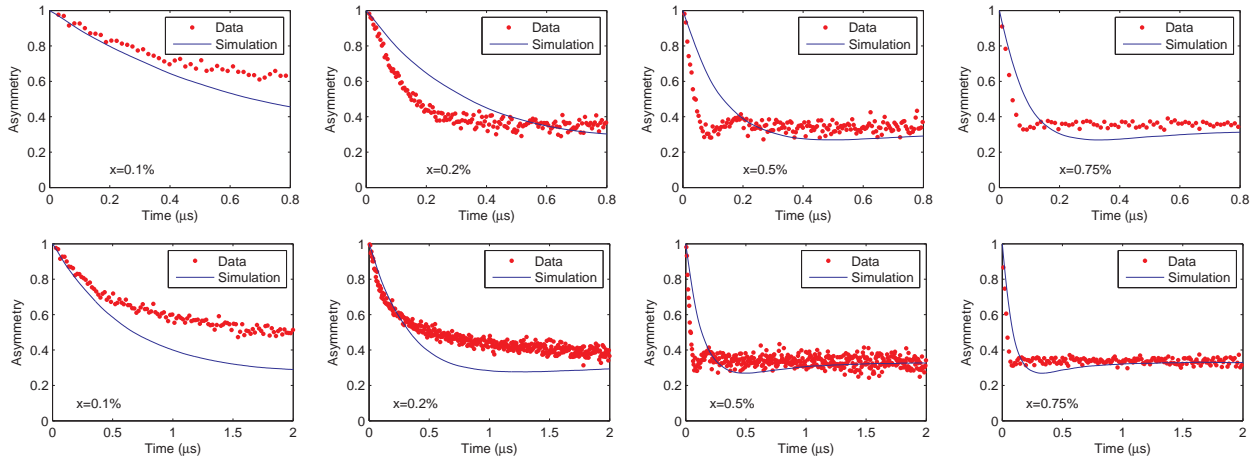 1
0.8
0.6
0.4
0.2
0
Asymmetry
Data
Simulation
x=0.1%
0 0.2 0.4 0.6 0.8
Time (μs)
1
0.8
0.6
0.4
0.2
0
Asymmetry
Data
Simulation
x=0.2%
0 0.2 0.4 0.6 0.8
Time (μs)
1
0.8
0.6
0.4
0.2
0
Asymmetry
Data
Simulation
x=0.5%
0 0.2 0.4 0.6 0.8
Time (μs)
1
0.8
0.6
0.4
0.2
0
Asymmetry
Data
Simulation
x=0.75%
0 0.2 0.4 0.6 0.8
Time (μs)
1
0.8
0.6
0.4
0.2
0
Asymmetry
Data
Simulation
x=0.1%
0 0.5 1 1.5 2
Time (μs)
1
0.8
0.6
0.4
0.2
0
Asymmetry
Data
Simulation
x=0.2%
0 0.5 1 1.5 2
Time (μs)
1
0.8
0.6
0.4
0.2
0
Asymmetry
Data
Simulation
x=0.5%
0 0.5 1 1.5 2
Time (μs)
1
0.8
0.6
0.4
0.2
0
Asymmetry
Data
Simulation
x=0.75%
0 0.5 1 1.5 2
Time (μs)